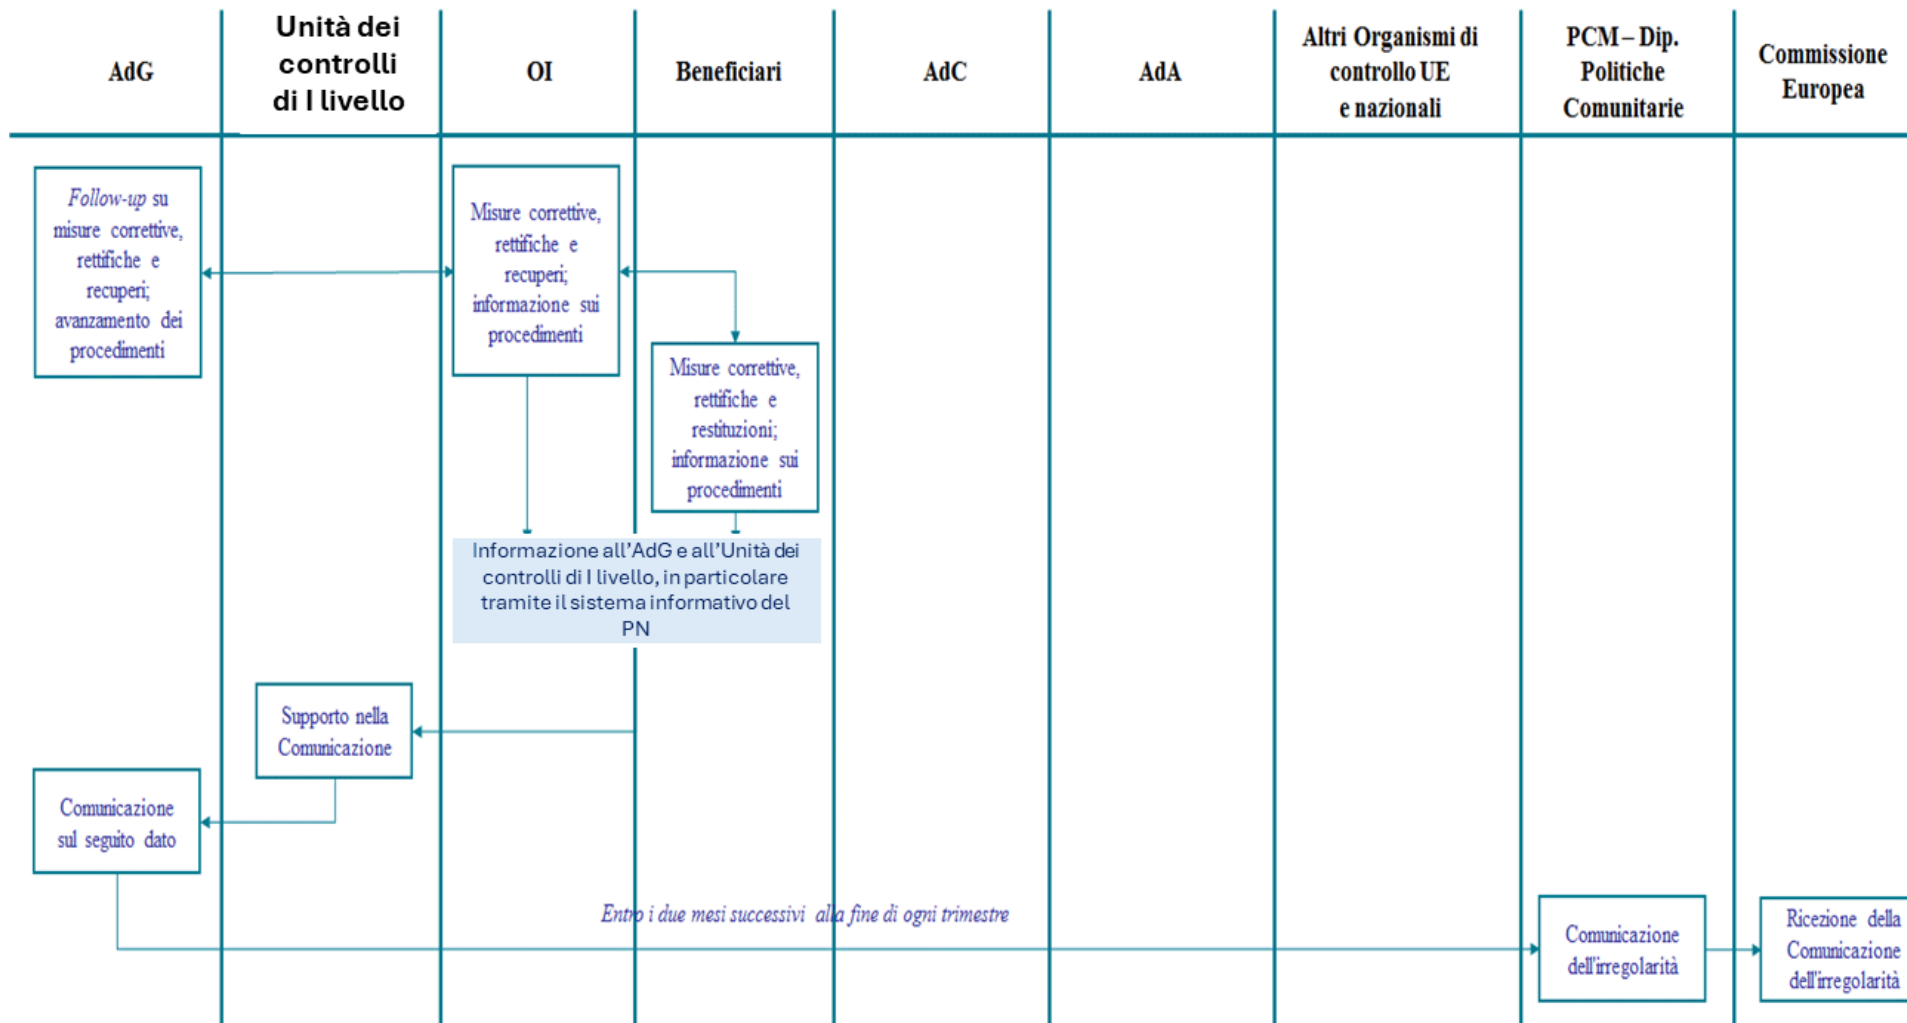 AdG
Unità dei
controlli
di I livello
OI
Beneficiari
AdC
AdA
Altri Organismi di
controllo UE
e nazionali
PCM – Dip.
Politiche
Comunitarie
Commissione
Europea
Follow-up su
misure correttive,
rettifiche e
recuperi;
avanzamento dei
procedimenti
Misure correttive,
rettifiche e
recuperi;
informazione sui
procedimenti
Misure correttive,
rettifiche e
restituzioni;
informazione sui
procedimenti
Informazione all'AdG e all'Unità dei
controlli di I livello, in particolare
tramite il sistema informativo del
PN
Supporto nella
Comunicazione
Comunicazione
sul seguito dato
Entro i due mesi successivi alla fine di ogni trimestre
Comunicazione
dell'irregolarità
Ricezione della
Comunicazione
dell'irregolarità